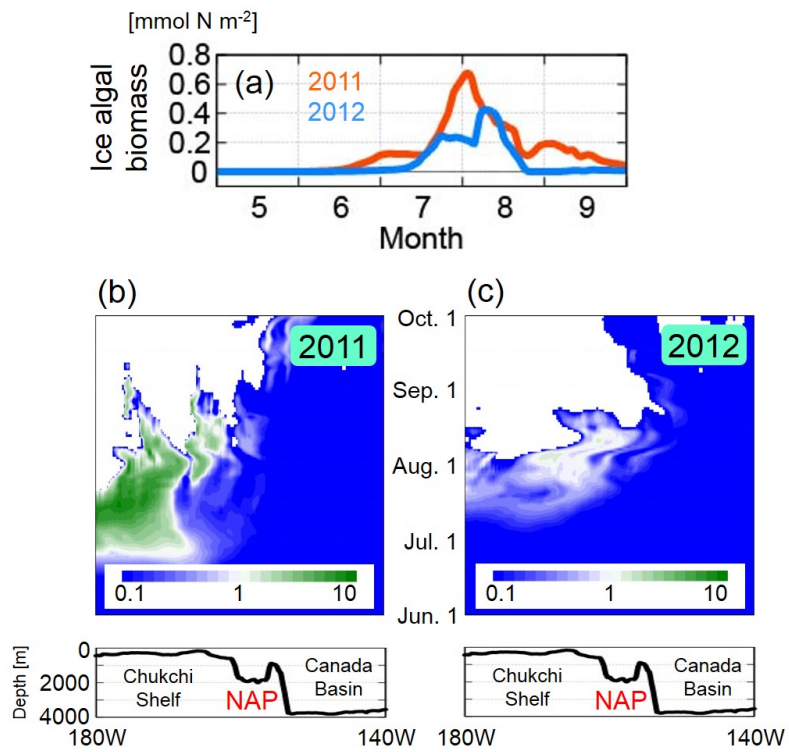 [mmol N m-2]
Ice algal
biomass
0.8
0.6
0.4
0.2
0
(a)
2011
2012
5 6 7 8 9
Month
(b)
(c)
2011
2012
Oct. 1
Sep. 1
Aug. 1
Jul. 1
Jun. 1
0.1 1 10
0.1 1 10
Depth [m]
0
2000
4000
Chukchi
Shelf
NAP
Canada
Basin
Chukchi
Shelf
NAP
Canada
Basin
180W 140W
180W 140W